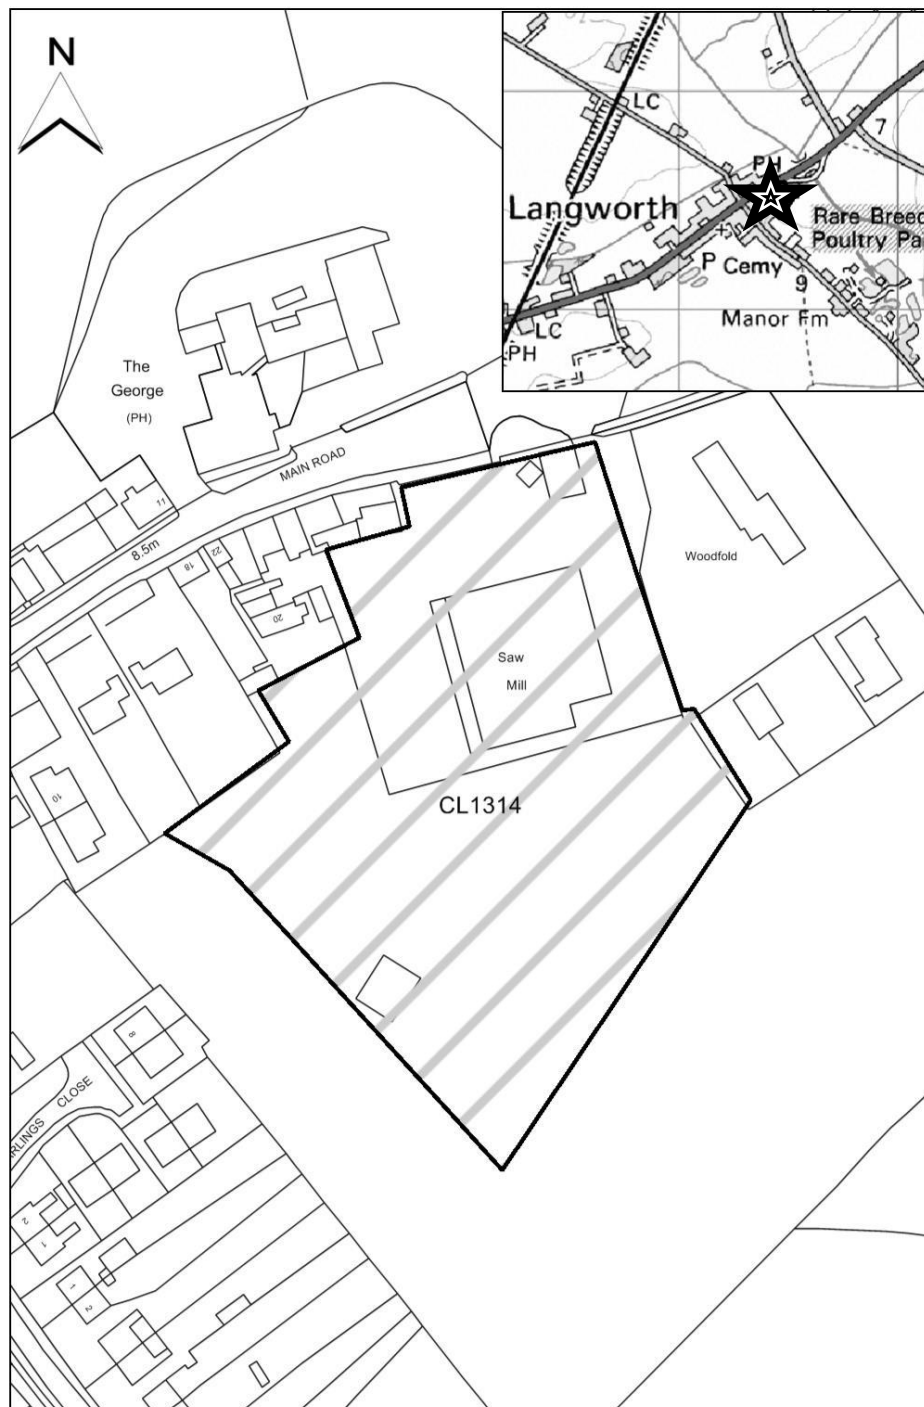 N
LC
7
PH
Langworth
Rare Breed
Poultry Pa
P Cemy
9
Manor Fm
LC
PH
The
George
(PH)
MAIN ROAD
11
8.5m
22
18
20
Woodfold
Saw
Mill
10
CL1314
8
RLINGS CLOSE
2
1
1
2